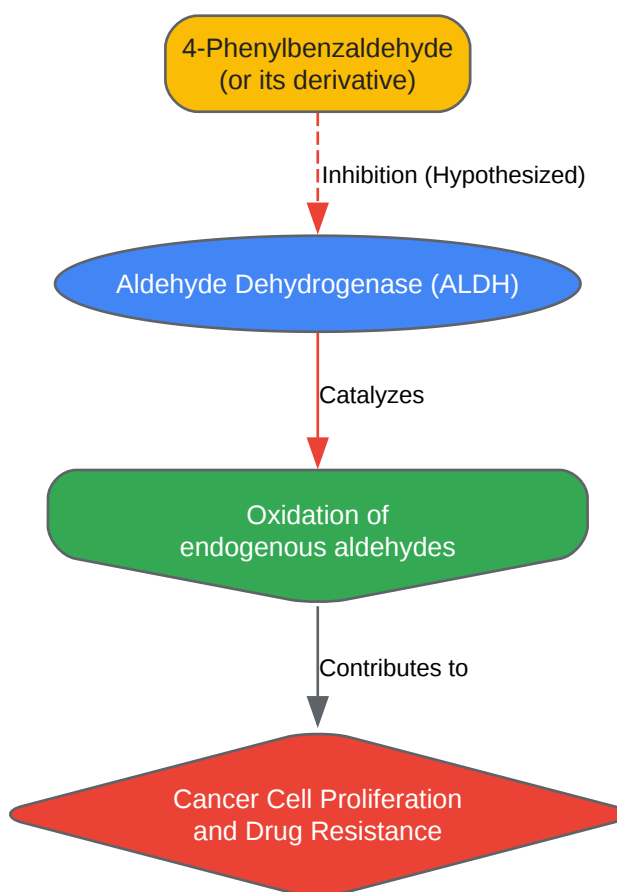 4-Phenylbenzaldehyde
(or its derivative)
Inhibition (Hypothesized)
Aldehyde Dehydrogenase (ALDH)
Catalyzes
Oxidation of
endogenous aldehydes
Contributes to
Cancer Cell Proliferation
and Drug Resistance